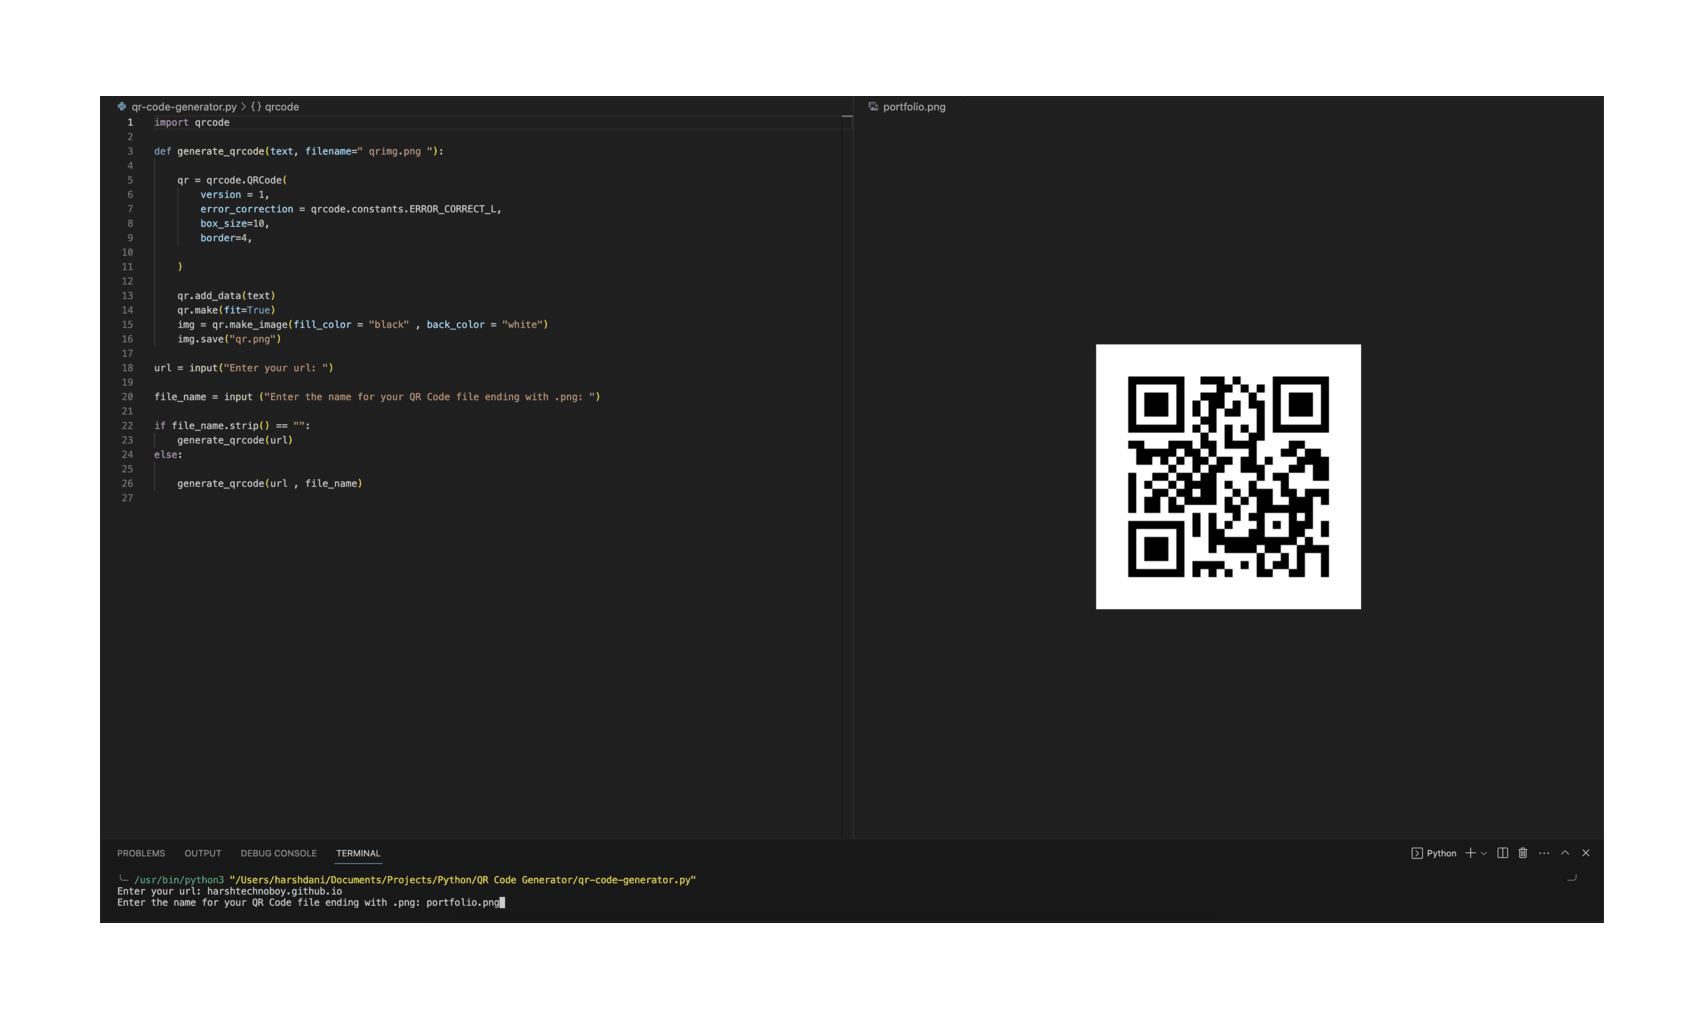 qr-code-generator.py > {} qrcode
1 import qrcode
2
3 def generate_qrcode(text, filename=" qrimg.png "):
4
5 qr = qrcode.QRCode(
6 version = 1,
7 error_correction = qrcode.constants.ERROR_CORRECT_L,
8 box_size=10,
9 border=4,
10
11 )
12
13 qr.add_data(text)
14 qr.make(fit=True)
15 img = qr.make_image(fill_color = "black" , back_color = "white")
16 img.save("qr.png")
17
18 url = input("Enter your url: ")
19
20 file_name = input ("Enter the name for your QR Code file ending with .png: ")
21
22 if file_name.strip() == "":
23 generate_qrcode(url)
24 else:
25
26 generate_qrcode(url , file_name)
27
portfolio.png
PROBLEMS OUTPUT DEBUG CONSOLE TERMINAL
Python
/usr/bin/python3 "/Users/harshdani/Documents/Projects/Python/QR Code Generator/qr-code-generator.py"
Enter your url: harshtechnoboy.github.io
Enter the name for your QR Code file ending with .png: portfolio.png